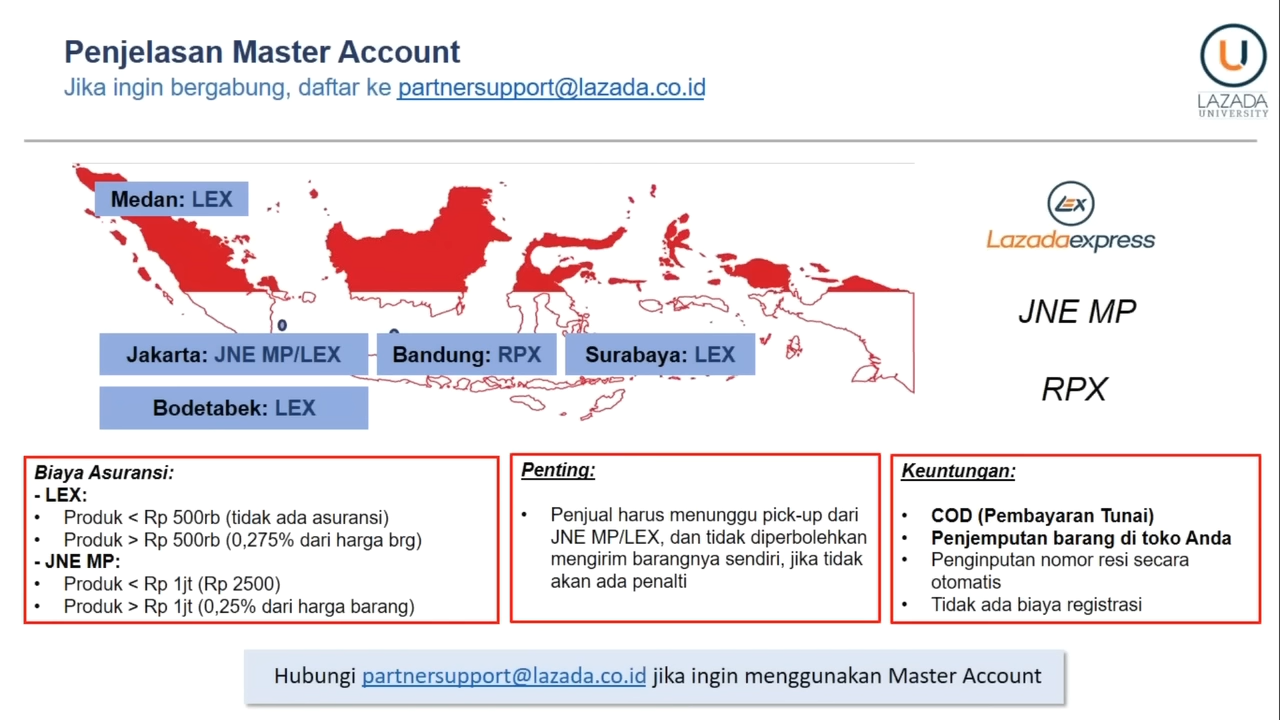 Penjelasan Master Account
Jika ingin bergabung, daftar ke partnersupport@lazada.co.id
LAZADA
UNIVERSITY
Medan: LEX
Jakarta: JNE MP/LEX
Bandung: RPX
Surabaya: LEX
Bodetabek: LEX
LEX
Lazadaexpress
JNE MP
RPX
Biaya Asuransi:
- LEX:
• Produk < Rp 500rb (tidak ada asuransi)
• Produk > Rp 500rb (0,275% dari harga brg)
- JNE MP:
• Produk < Rp 1jt (Rp 2500)
• Produk > Rp 1jt (0,25% dari harga barang)
Penting:
• Penjual harus menunggu pick-up dari
JNE MP/LEX, dan tidak diperbolehkan
mengirim barangnya sendiri, jika tidak
akan ada penalti
Keuntungan:
• COD (Pembayaran Tunai)
• Penjemputan barang di toko Anda
• Penginputan nomor resi secara
otomatis
• Tidak ada biaya registrasi
Hubungi partnersupport@lazada.co.id jika ingin menggunakan Master Account